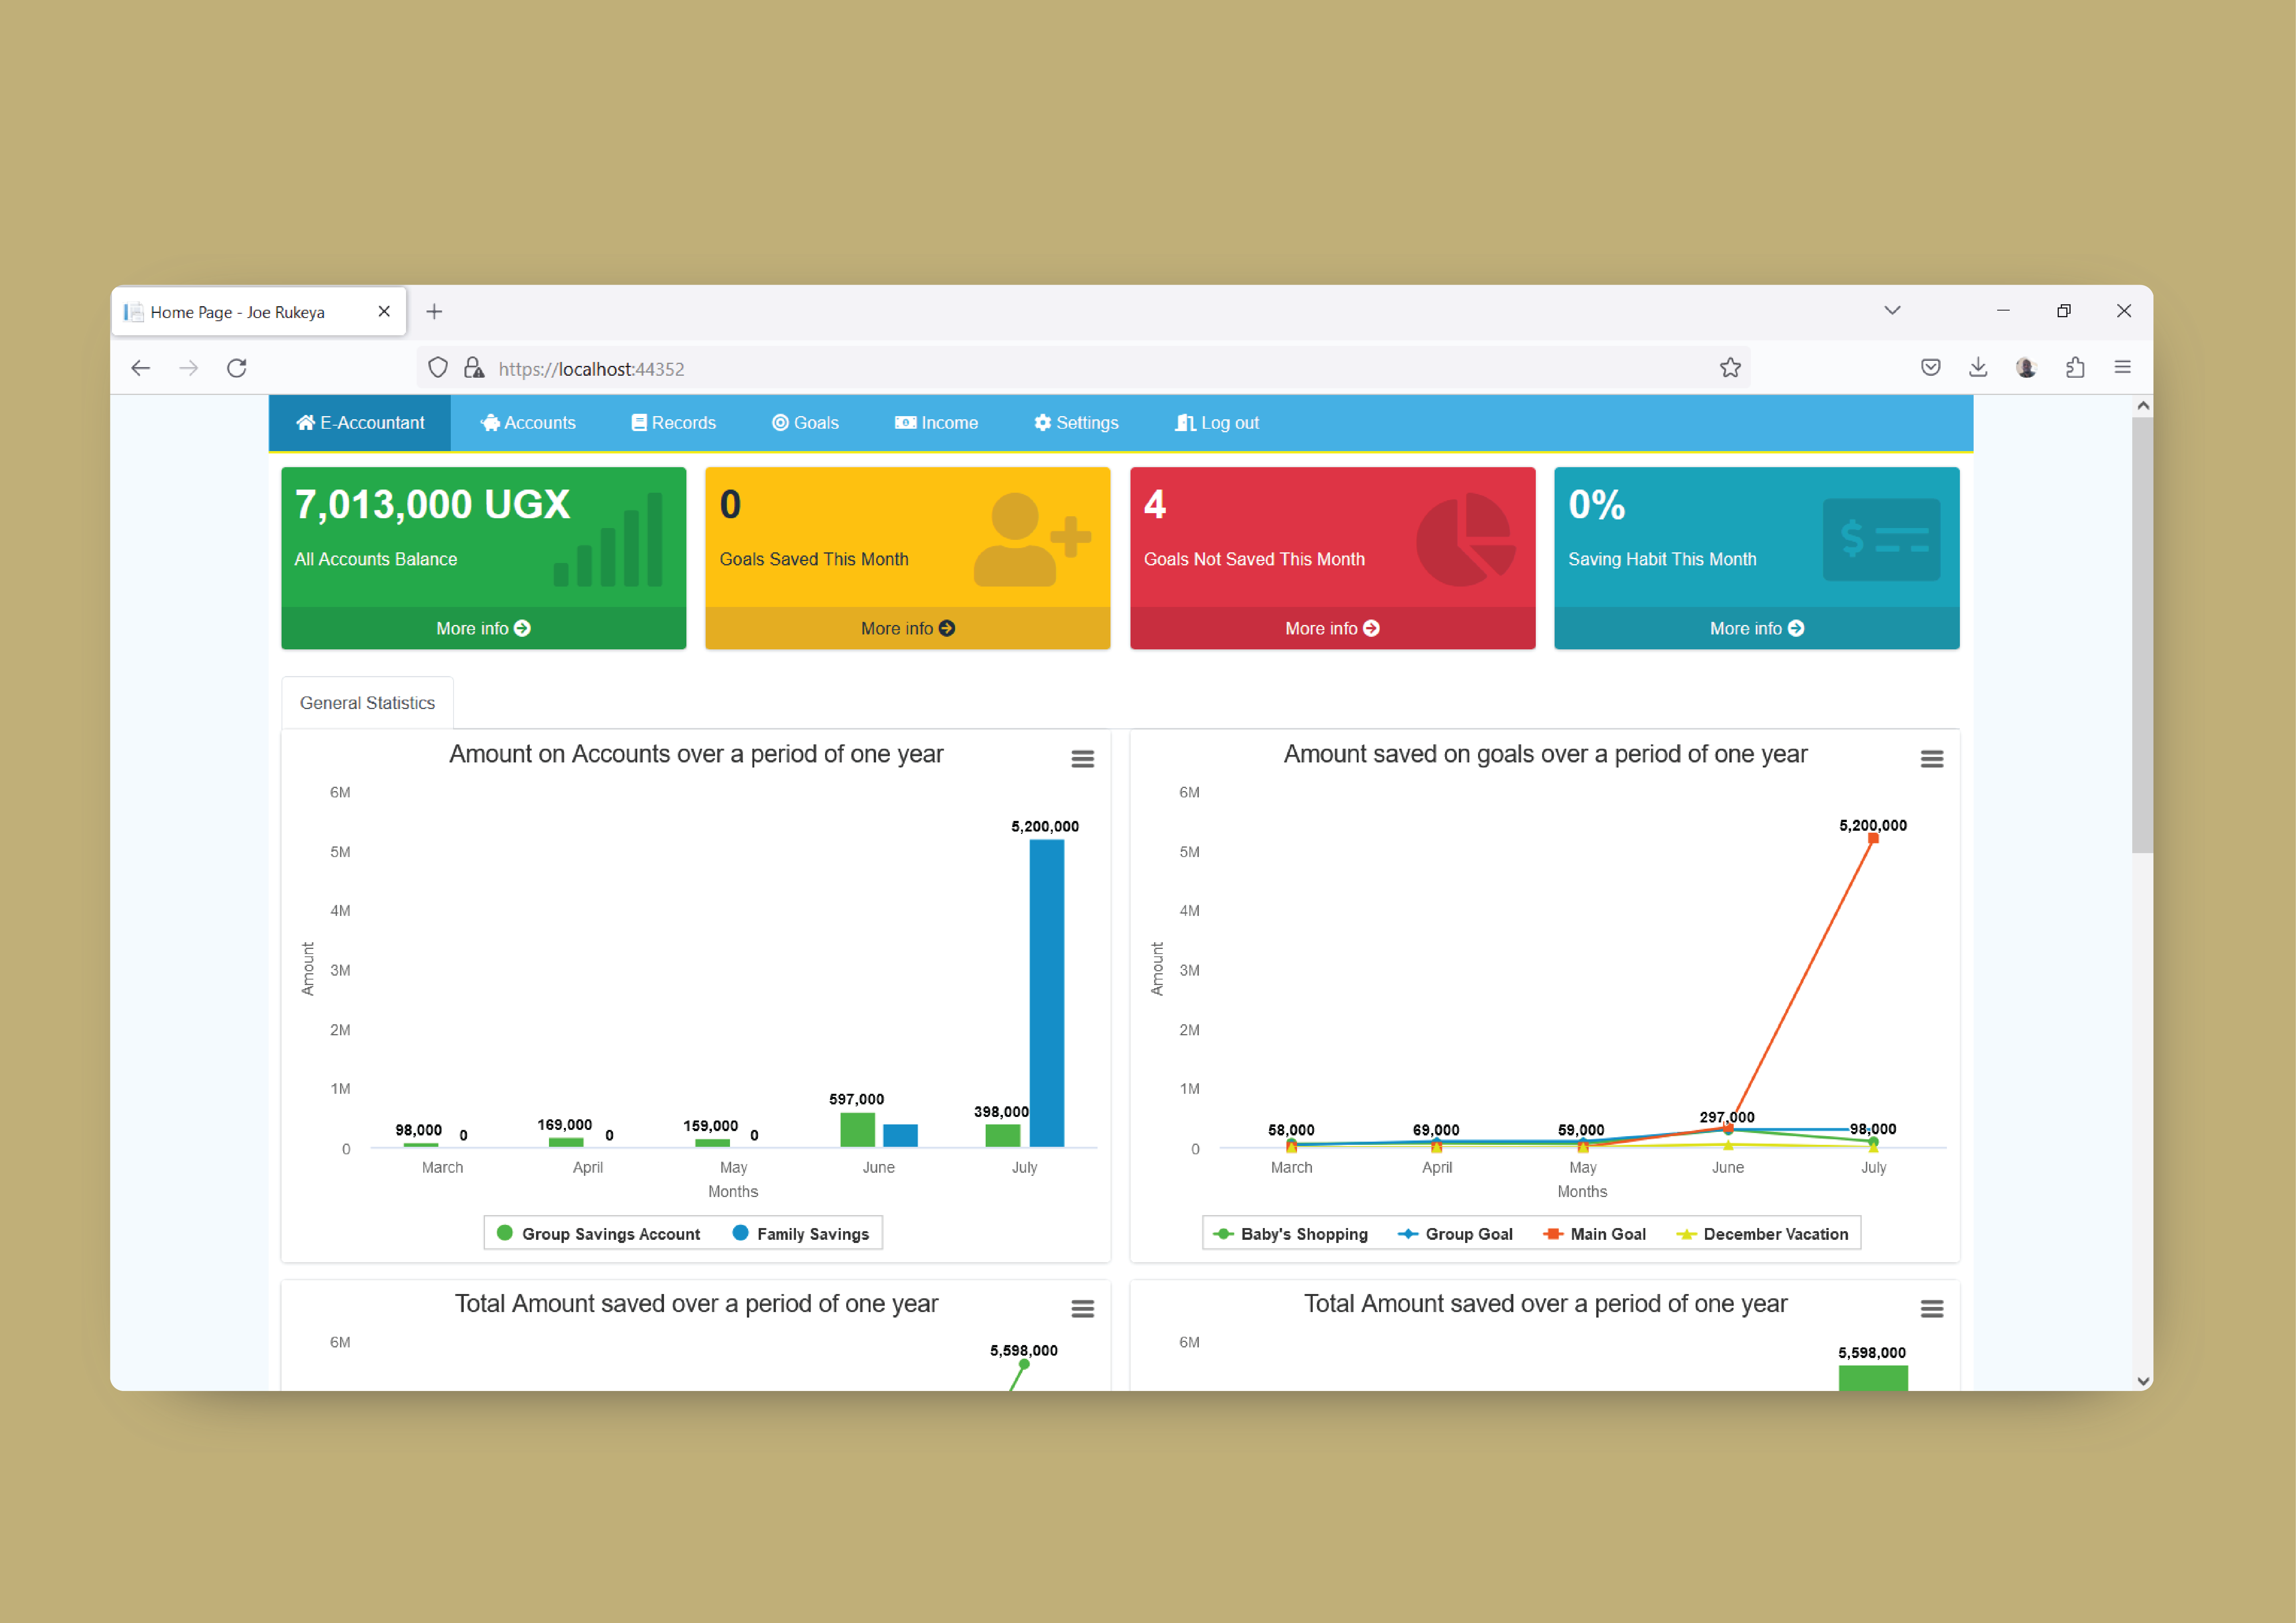 Home Page - Joe Rukeya
https://localhost:44352
E-Accountant Accounts Records Goals Income Settings Log out
7,013,000 UGX
All Accounts Balance
More info
0
Goals Saved This Month
More info
4
Goals Not Saved This Month
More info
0%
Saving Habit This Month
$
More info
General Statistics
Amount on Accounts over a period of one year
6M
5M
4M
3M
2M
1M
0
Amount
98,000 0
169,000 0
159,000 0
597,000
398,000
5,200,000
March April May June July
Months
Group Savings Account Family Savings
Amount saved on goals over a period of one year
6M
5M
4M
3M
2M
1M
0
Amount
58,000
69,000
59,000
297,000
98,000
5,200,000
March April May June July
Months
Baby's Shopping Group Goal Main Goal December Vacation
Total Amount saved over a period of one year
6M
5,598,000
Total Amount saved over a period of one year
6M
5,598,000